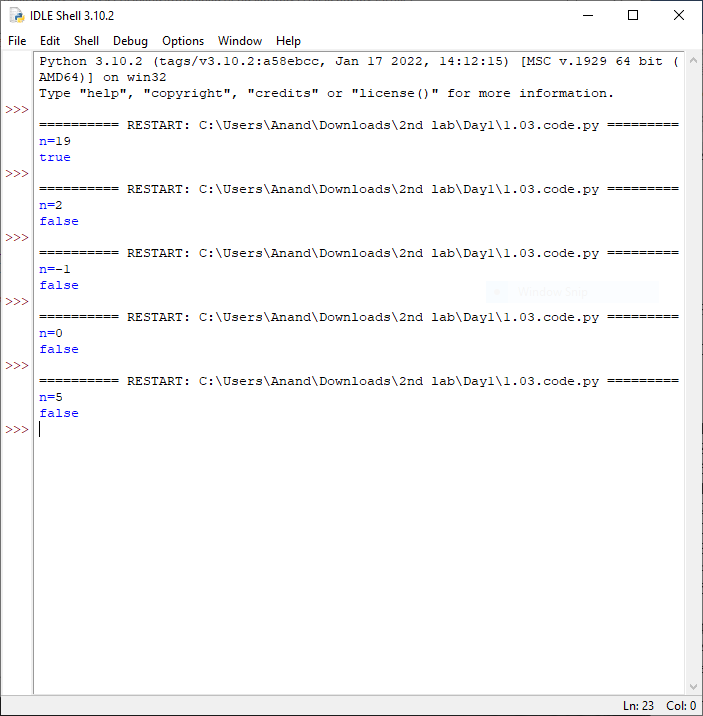 IDLE Shell 3.10.2
File Edit Shell Debug Options Window Help
Python 3.10.2 (tags/v3.10.2:a58ebcc, Jan 17 2022, 14:12:15) [MSC v.1929 64 bit (
AMD64)] on win32
Type "help", "copyright", "credits" or "license()" for more information.
>>>
========== RESTART: C:\Users\Anand\Downloads\2nd lab\Day1\1.03.code.py =========
n=19
true
>>>
========== RESTART: C:\Users\Anand\Downloads\2nd lab\Day1\1.03.code.py =========
n=2
false
>>>
========== RESTART: C:\Users\Anand\Downloads\2nd lab\Day1\1.03.code.py =========
n=-1
false
Window Snip
>>>
========== RESTART: C:\Users\Anand\Downloads\2nd lab\Day1\1.03.code.py =========
n=0
false
>>>
========== RESTART: C:\Users\Anand\Downloads\2nd lab\Day1\1.03.code.py =========
n=5
false
>>>
Ln: 23 Col: 0